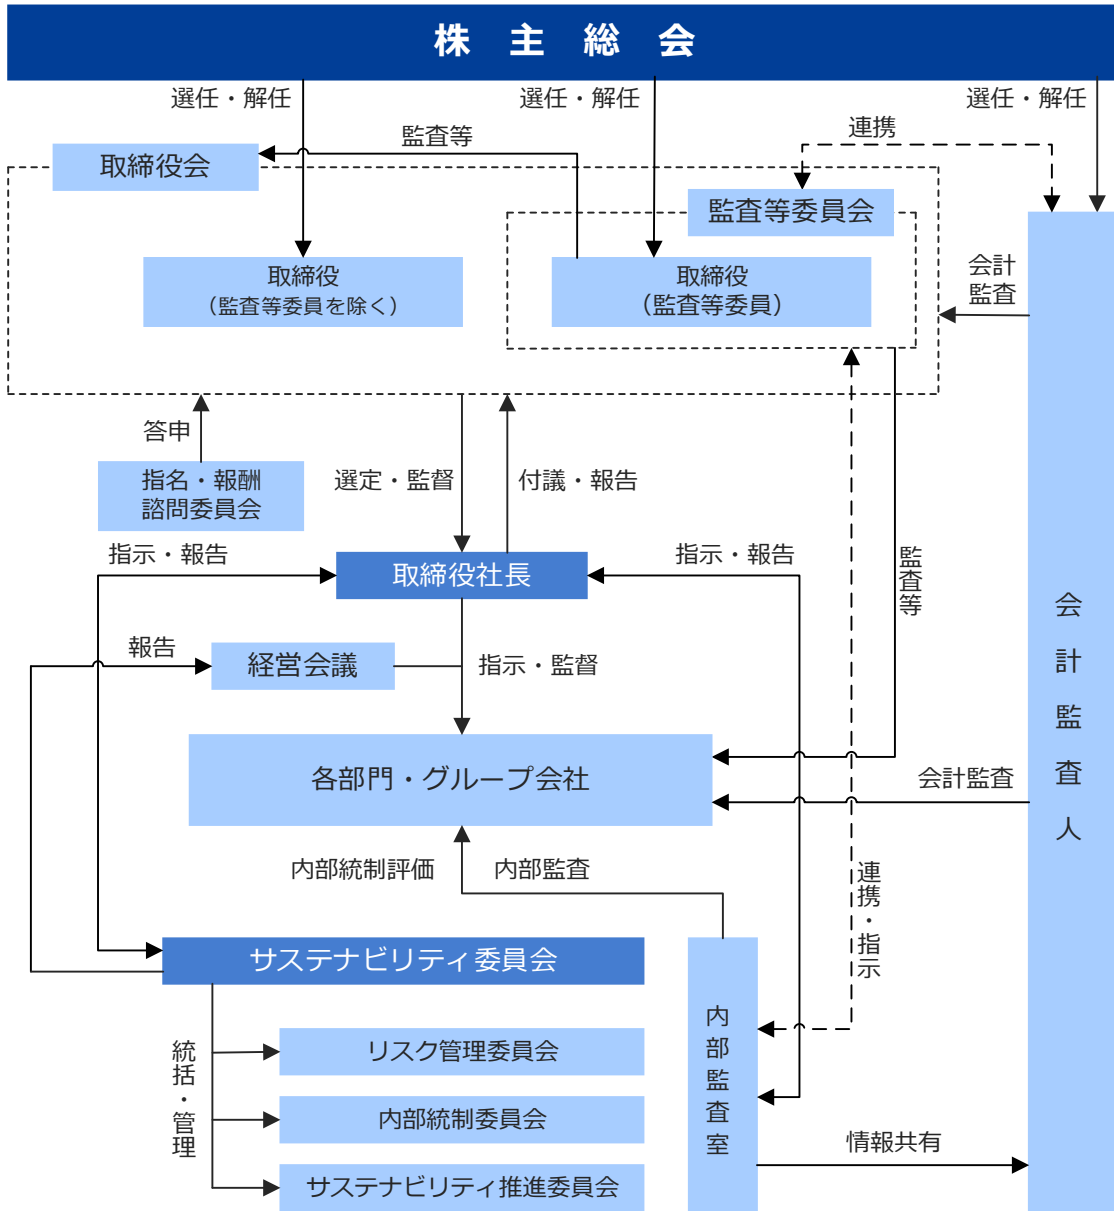 株主総会
選任・解任
選任・解任
選任・解任
監査等
連携
取締役会
監査等委員会
取締役
（監査等委員を除く）
取締役
（監査等委員）
会計
監査
答申
指名・報酬
諮問委員会
選定・監督
付議・報告
指示・報告
取締役社長
指示・報告
監査等
会計監査人
報告
経営会議
指示・監督
各部門・グループ会社
会計監査
内部統制評価
内部監査
連携・指示
サステナビリティ委員会
内部監査室
統括・管理
リスク管理委員会
内部統制委員会
サステナビリティ推進委員会
情報共有